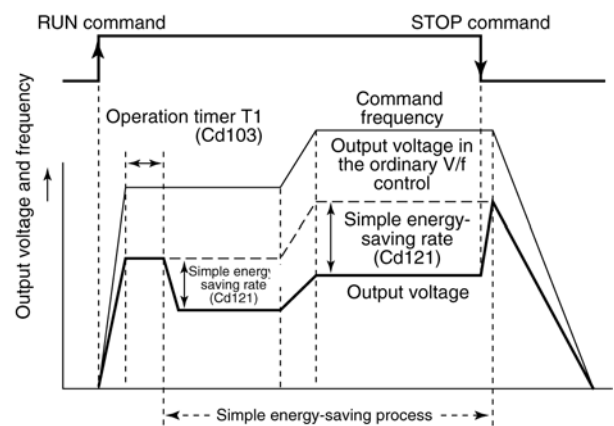 RUN command
STOP command
Operation timer T1
(Cd103)
Command
frequency
Output voltage in
the ordinary V/f
control
Simple energy-
saving rate
(Cd121)
Simple energy
saving rate
(Cd121)
Output voltage
Output voltage and frequency
Simple energy-saving process